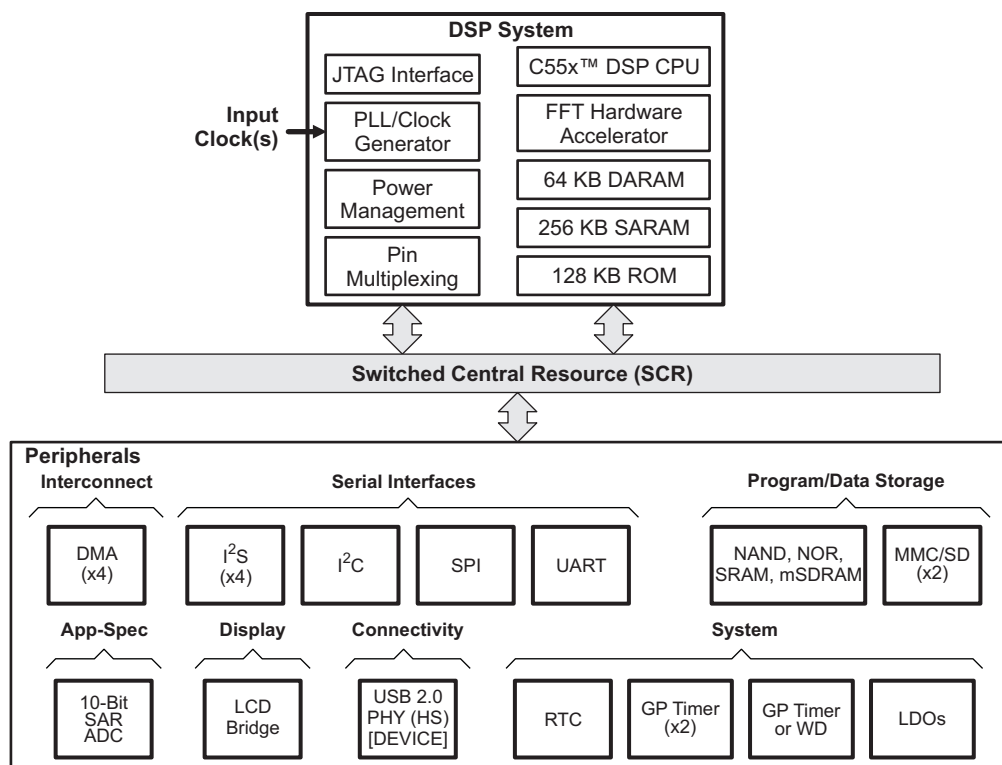 DSP System
JTAG Interface
C55x™ DSP CPU
Input
Clock(s)
PLL/Clock
Generator
FFT Hardware
Accelerator
Power
Management
64 KB DARAM
256 KB SARAM
Pin
Multiplexing
128 KB ROM
Switched Central Resource (SCR)
Peripherals
Interconnect
Serial Interfaces
Program/Data Storage
DMA
(x4)
I²S
(x4)
I²C
SPI
UART
NAND, NOR,
SRAM, mSDRAM
MMC/SD
(x2)
App-Spec
Display
Connectivity
System
10-Bit
SAR
ADC
LCD
Bridge
USB 2.0
PHY (HS)
[DEVICE]
RTC
GP Timer
(x2)
GP Timer
or WD
LDOs